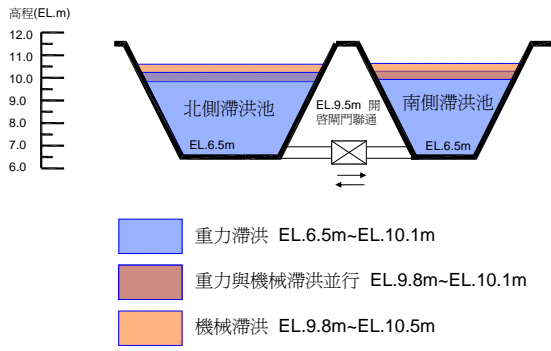 高程(EL.m)
12.0
11.0
10.0
9.0
8.0
7.0
6.0
北側滯洪池
EL.6.5m
EL.9.5m 開
啓閘門聯通
南側滯洪池
EL.6.5m
重力滯洪 EL.6.5m~EL.10.1m
重力與機械滯洪並行 EL.9.8m~EL.10.1m
機械滯洪 EL.9.8m~EL.10.5m